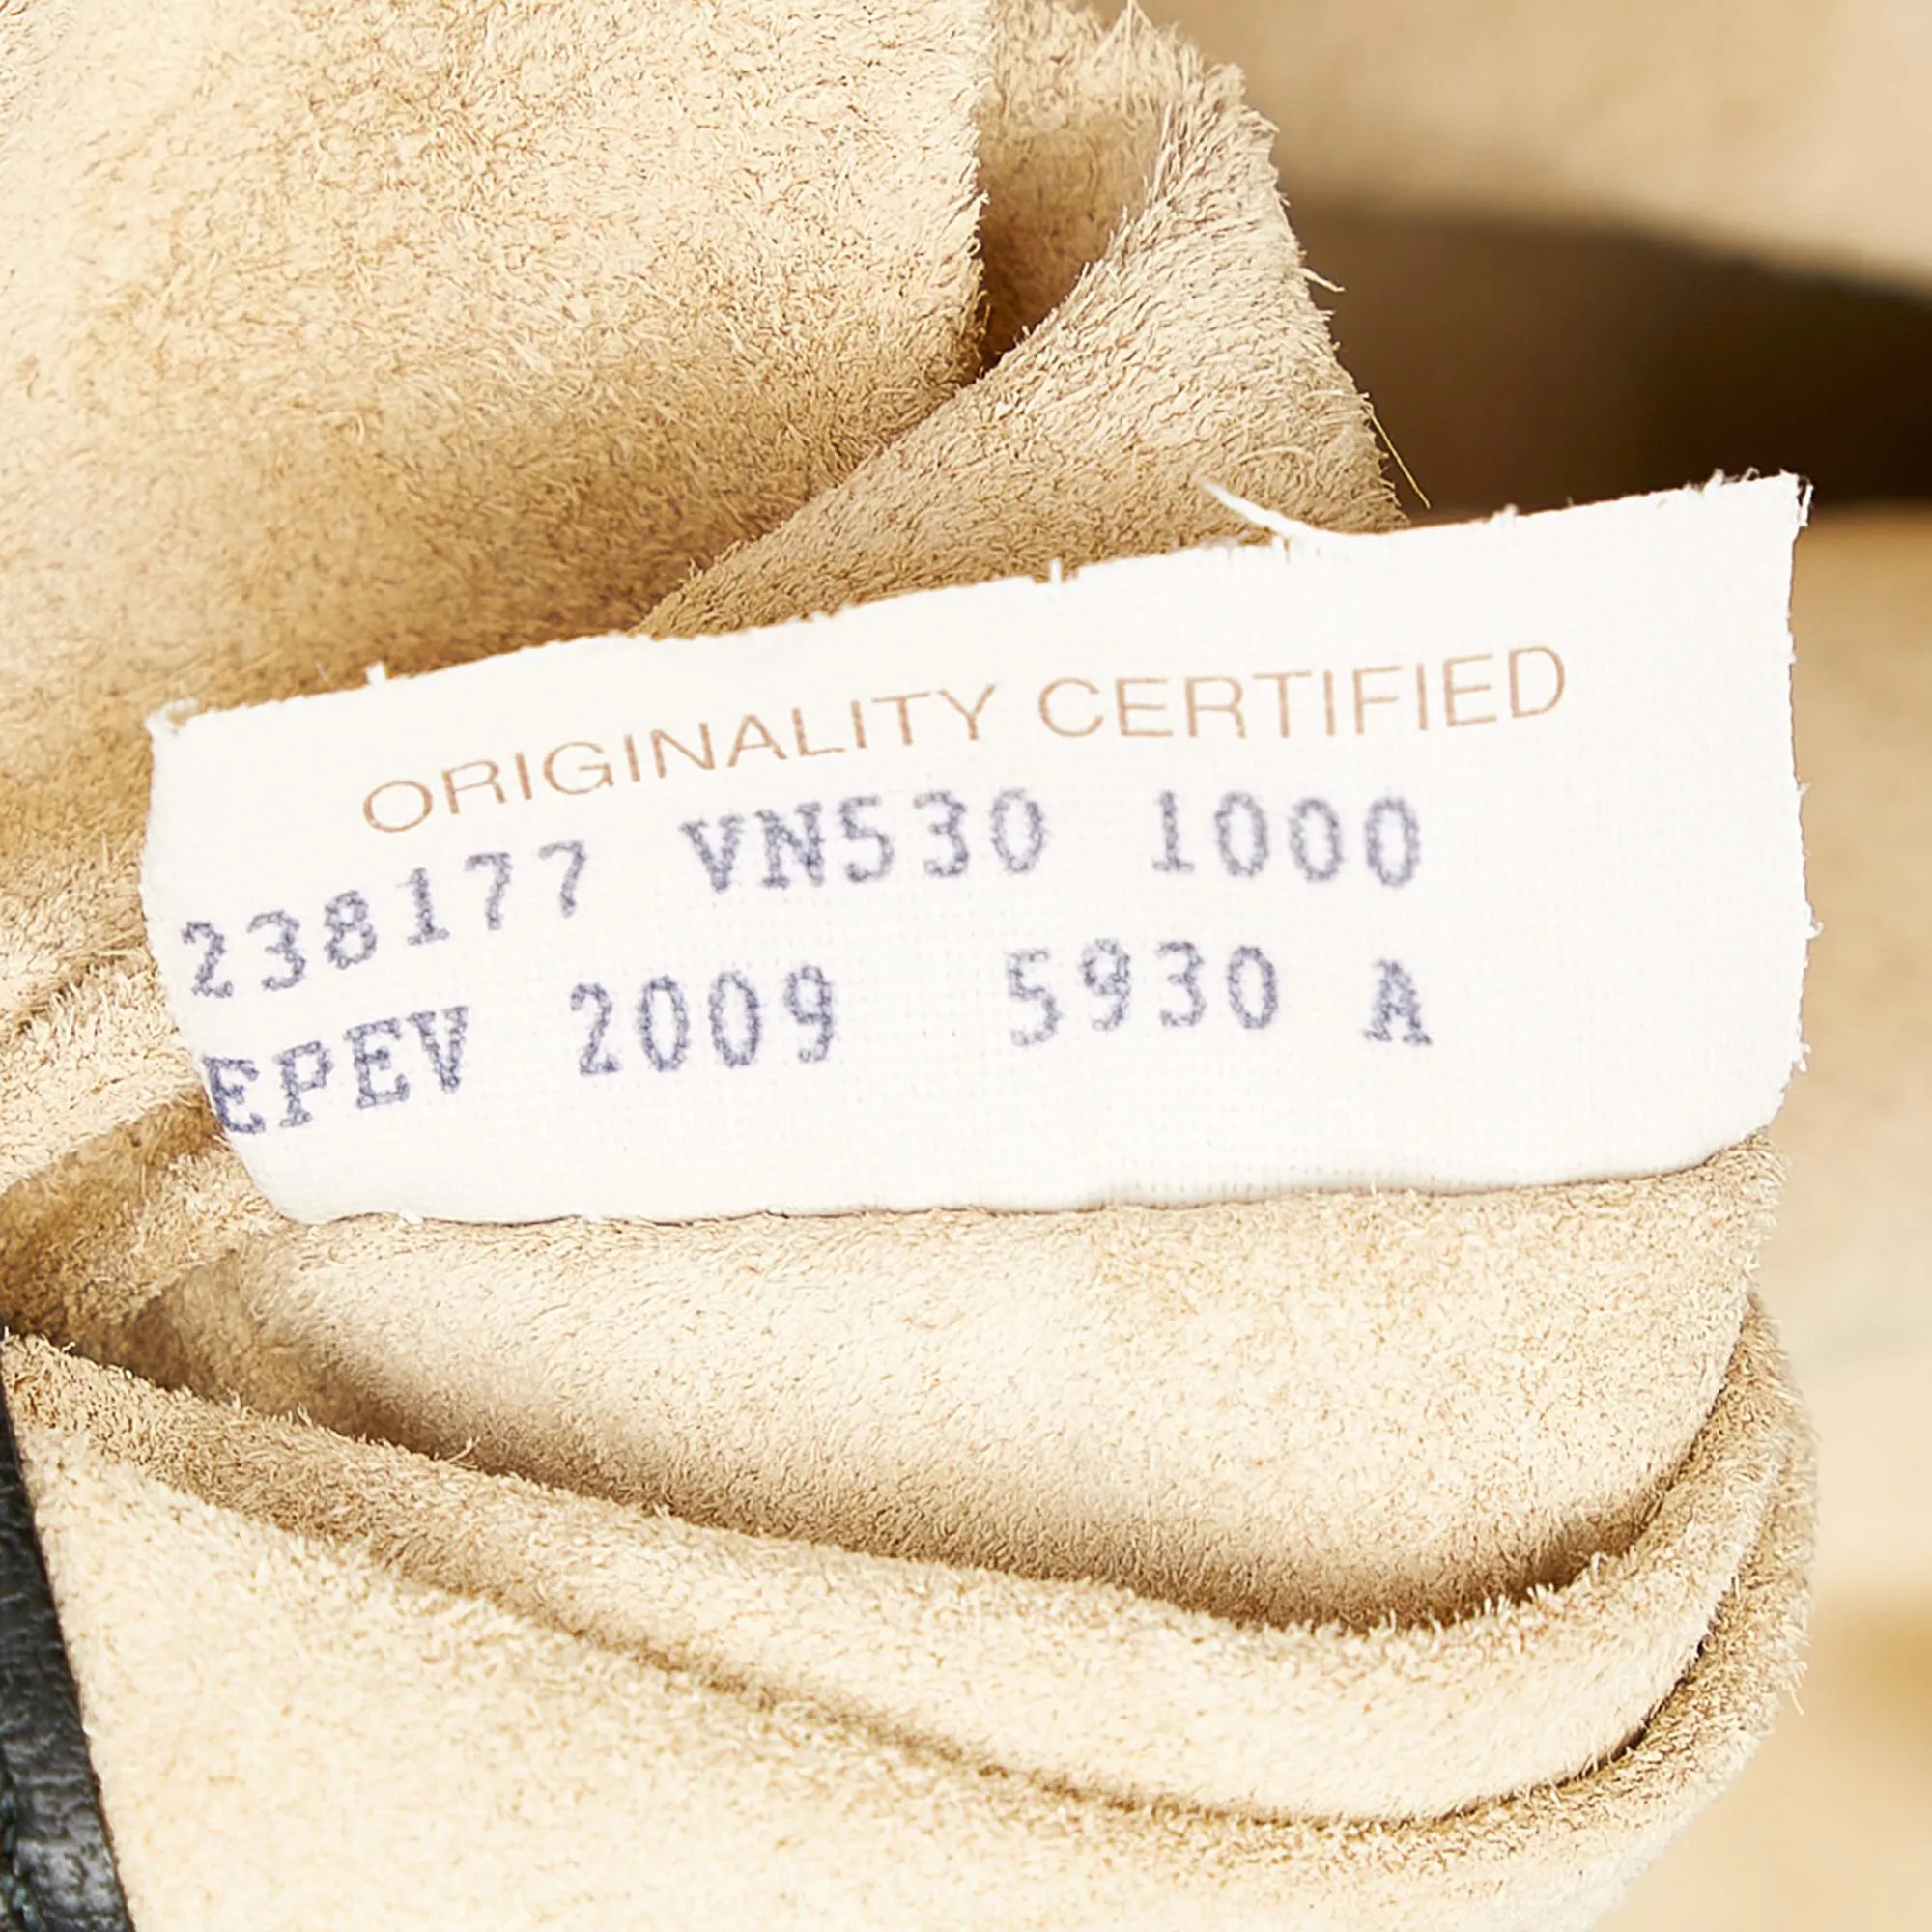 ORIGINALITY CERTIFIED
238177 VN530 1000
EPEV 2009 5930 A